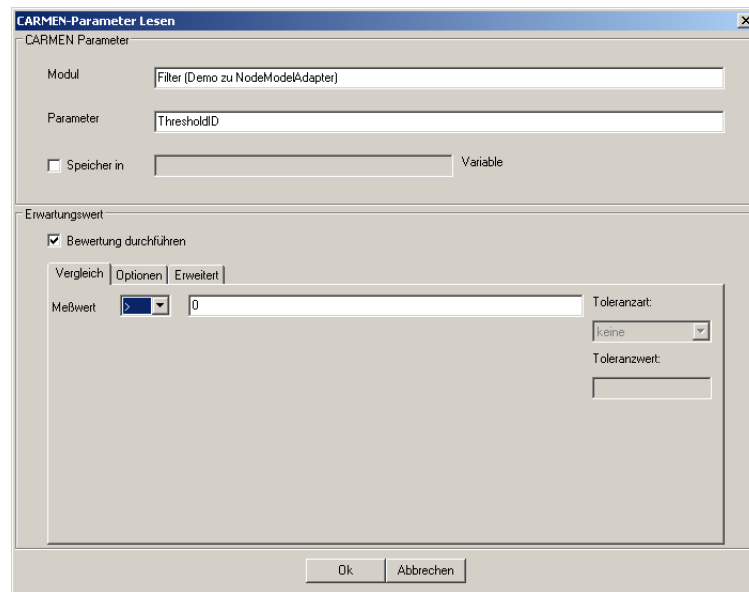 CARMEN-Parameter Lesen
CARMEN Parameter
Modul Filter (Demo zu NodeModelAdapter)
Parameter ThresholdID
Speicher in Variable
Erwartungswert
Bewertung durchführen
Vergleich Optionen Erweitert
Meßwert > 0 Toleranzart:
keine
Toleranzwert:
Ok Abbrechen